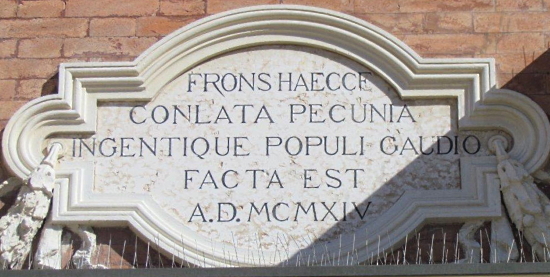 FRONS HAECCE
CONLATA PECUNIA
INGENTIQUE POPULI GAUDIO
FACTA EST
A.D. MCMXIV